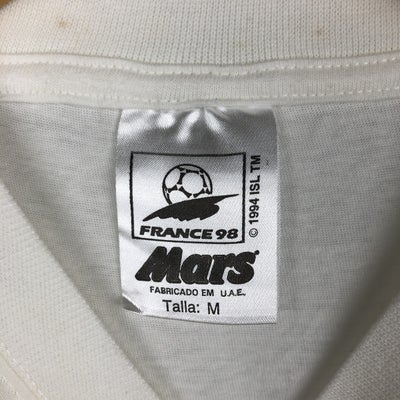 FRANCE 98
© 1994 ISL TM
Mars
FABRICADO EM U.A.E.
Talla: M